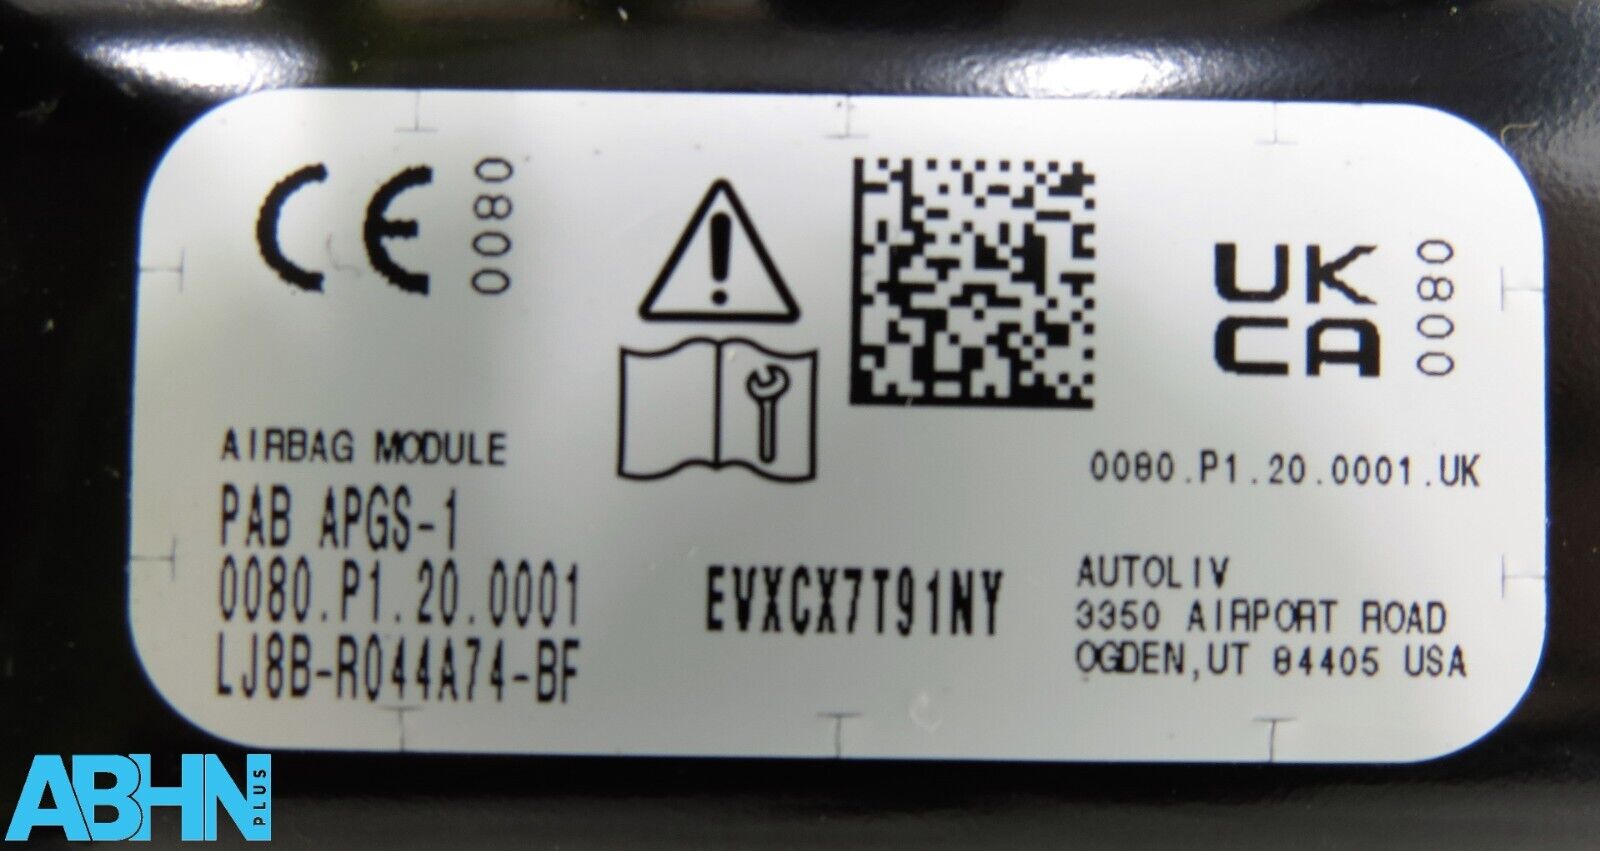 CE 0080
UK
CA 0080
AIRBAG MODULE
PAB APGS-1
0080.P1.20.0001
LJ8B-R044A74-BF
EVXCX7T91NY
0080.P1.20.0001.UK
AUTOLIV
3350 AIRPORT ROAD
OGDEN,UT 84405 USA
ABHN PLUS